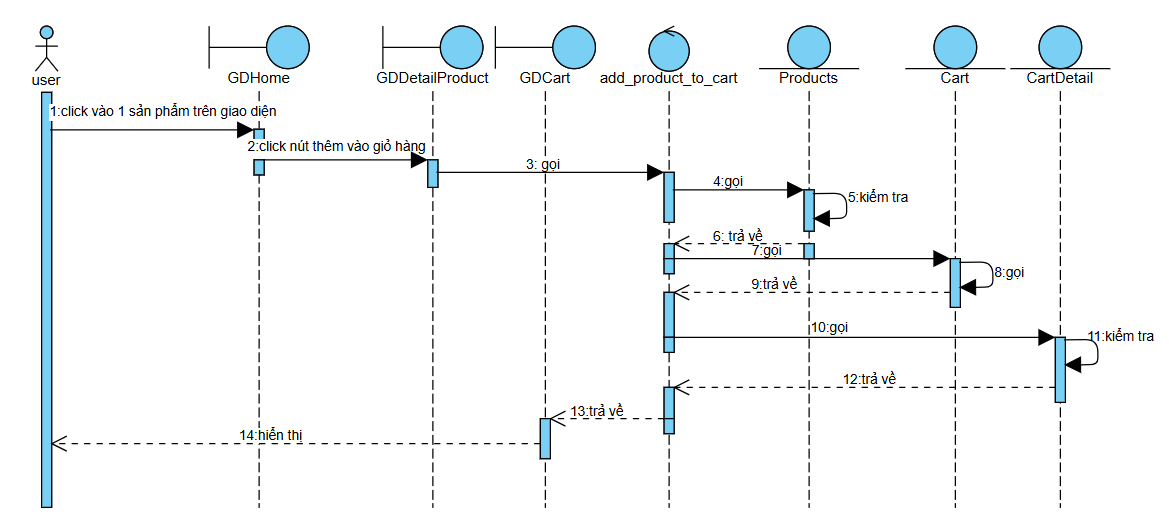 user
GDHome
GDDetailProduct
GDCart
add_product_to_cart
Products
Cart
CartDetail
1:click vào 1 sản phẩm trên giao diện
2:click nút thêm vào giỏ hàng
3: gọi
4:gọi
5:kiểm tra
6: trả về
7:gọi
8:gọi
9:trả về
10:gọi
11:kiểm tra
12:trả về
13:trả về
14:hiển thị